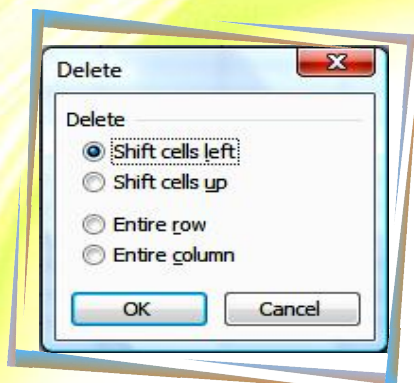 Delete
Delete
Shift cells left
Shift cells up
Entire row
Entire column
OK
Cancel